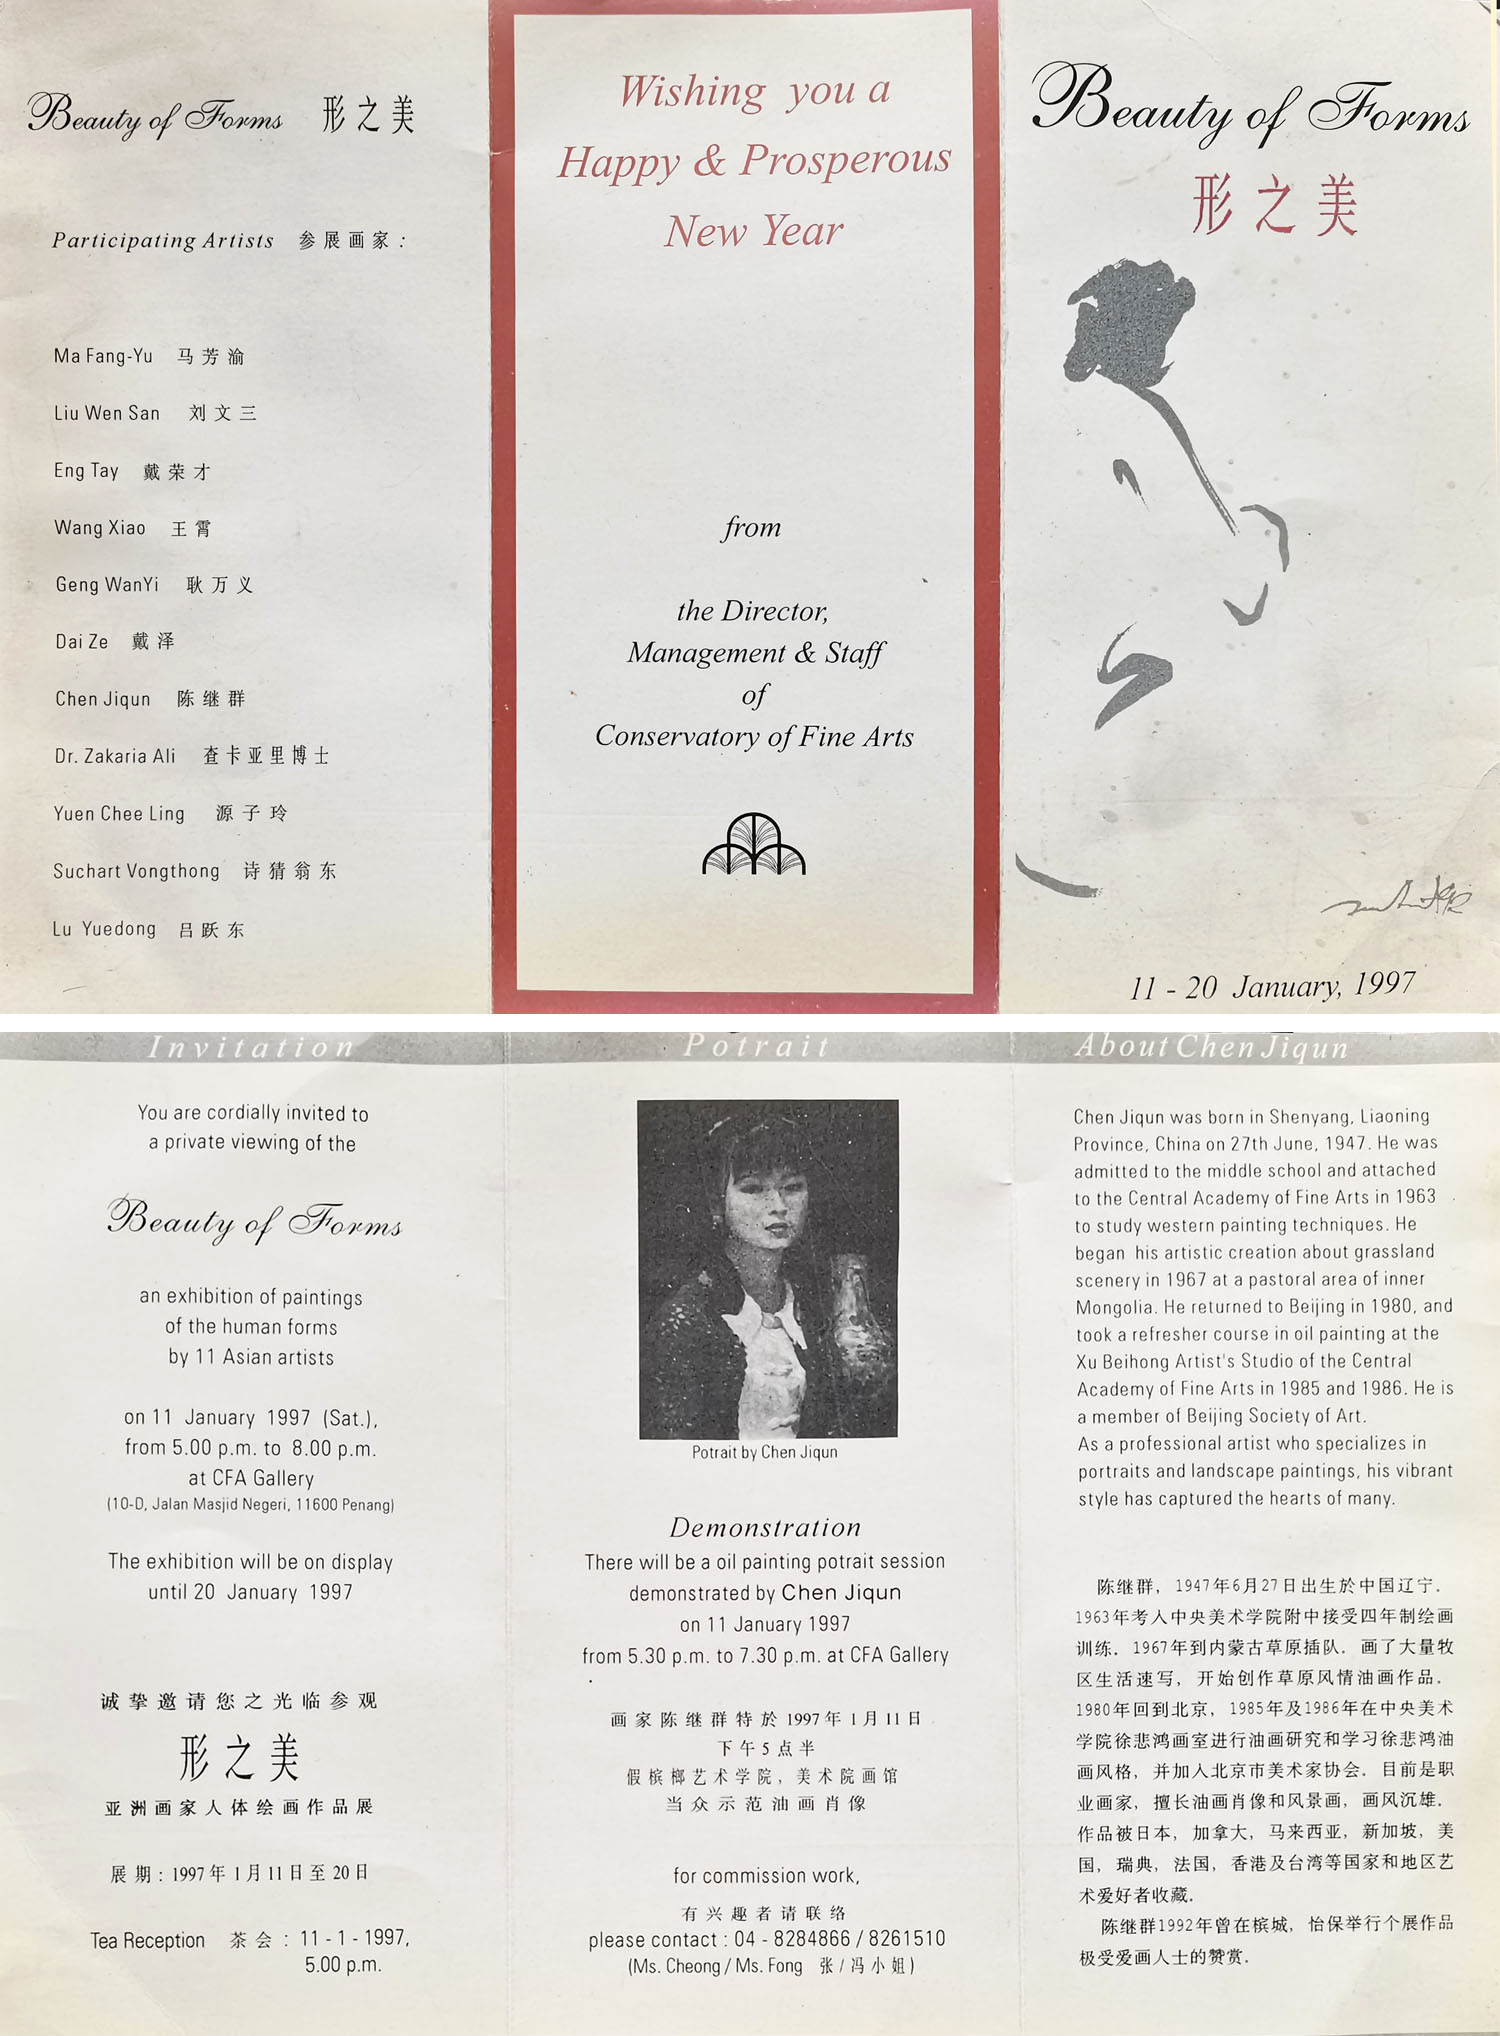 Beauty of Forms 形之美
Participating Artists 参展画家:
Ma Fang-Yu 马芳渝
Liu Wen San 刘文三
Eng Tay 戴荣才
Wang Xiao 王霄
Geng WanYi 耿万义
Dai Ze 戴泽
Chen Jiqun 陈继群
Dr. Zakaria Ali 查卡亚里博士
Yuen Chee Ling 源子玲
Suchart Vongthong 诗猜翁东
Lu Yuedong 吕跃东
Wishing you a
Happy & Prosperous
New Year
from
the Director,
Management & Staff
of
Conservatory of Fine Arts
Beauty of Forms
形之美
11 - 20 January, 1997
Invitation
You are cordially invited to
a private viewing of the
Beauty of Forms
an exhibition of paintings
of the human forms
by 11 Asian artists
on 11 January 1997 (Sat.),
from 5.00 p.m. to 8.00 p.m.
at CFA Gallery
(10-D, Jalan Masjid Negeri, 11600 Penang)
The exhibition will be on display
until 20 January 1997
诚挚邀请您之光临参观
形之美
亚洲画家人体绘画作品展
展期:1997年1月11日至20日
Tea Reception 茶会: 11 - 1 - 1997,
5.00 p.m.
Potrait
Potrait by Chen Jiqun
Demonstration
There will be a oil painting potrait session
demonstrated by Chen Jiqun
on 11 January 1997
from 5.30 p.m. to 7.30 p.m. at CFA Gallery
画家陈继群特於1997年1月11日
下午5点半
假槟榔艺术学院,美术院画馆
当众示范油画肖像
for commission work,
有兴趣者请联络
please contact : 04 - 8284866 / 8261510
(Ms. Cheong / Ms. Fong 张/冯小姐)
About Chen Jiqun
Chen Jiqun was born in Shenyang, Liaoning
Province, China on 27th June, 1947. He was
admitted to the middle school and attached
to the Central Academy of Fine Arts in 1963
to study western painting techniques. He
began his artistic creation about grassland
scenery in 1967 at a pastoral area of inner
Mongolia. He returned to Beijing in 1980, and
took a refresher course in oil painting at the
Xu Beihong Artist's Studio of the Central
Academy of Fine Arts in 1985 and 1986. He is
a member of Beijing Society of Art.
As a professional artist who specializes in
portraits and landscape paintings, his vibrant
style has captured the hearts of many.
陈继群,1947年6月27日出生於中国辽宁.
1963年考人中央美术学院附中接受四年制绘画
训练.1967年到内蒙古草原插队.画了大量牧
区生活速写,开始创作草原风情油画作品.
1980年回到北京,1985年及1986年在中央美术
学院徐悲鸿画室进行油画研究和学习徐悲鸿油
画风格,并加人北京市美术家协会.目前是职
业画家,擅长油画肖像和风景画,画风沉雄.
作品被日本,加拿大,马来西亚,新加坡,美
国,瑞典,法国,香港及台湾等国家和地区艺
术爱好者收藏.
陈继群1992年曾在槟城,怡保举行个展作品
极受爱画人士的赞赏.